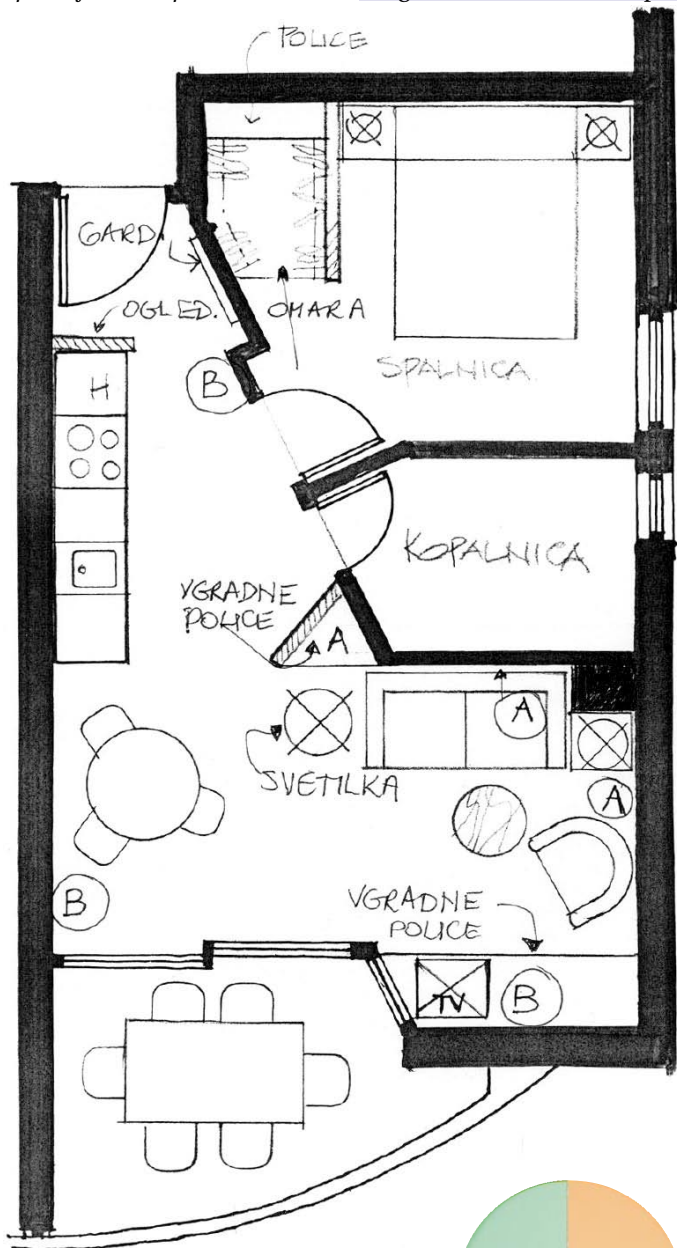 POLICE
GARD.
OGLED.
OMARA
B
H
SPALNICA
KOPALNICA
VGRADNE
POLICE
A
A
SVETILKA
A
B
VGRADNE
POLICE
TV
B